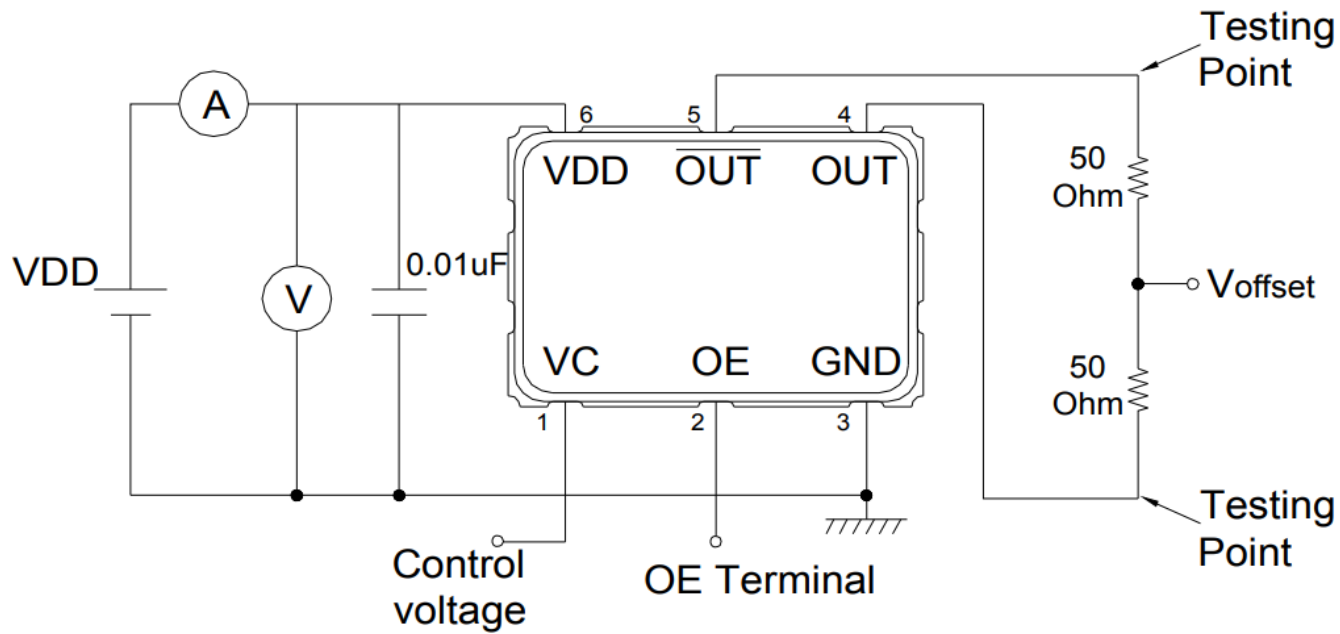 Testing
Point
A
6
5
4
VDD
O̅U̅T̅
OUT
50
Ohm
VDD
0.01uF
V
Voffset
VC
OE
GND
50
Ohm
1
2
3
Control
voltage
OE Terminal
Testing
Point